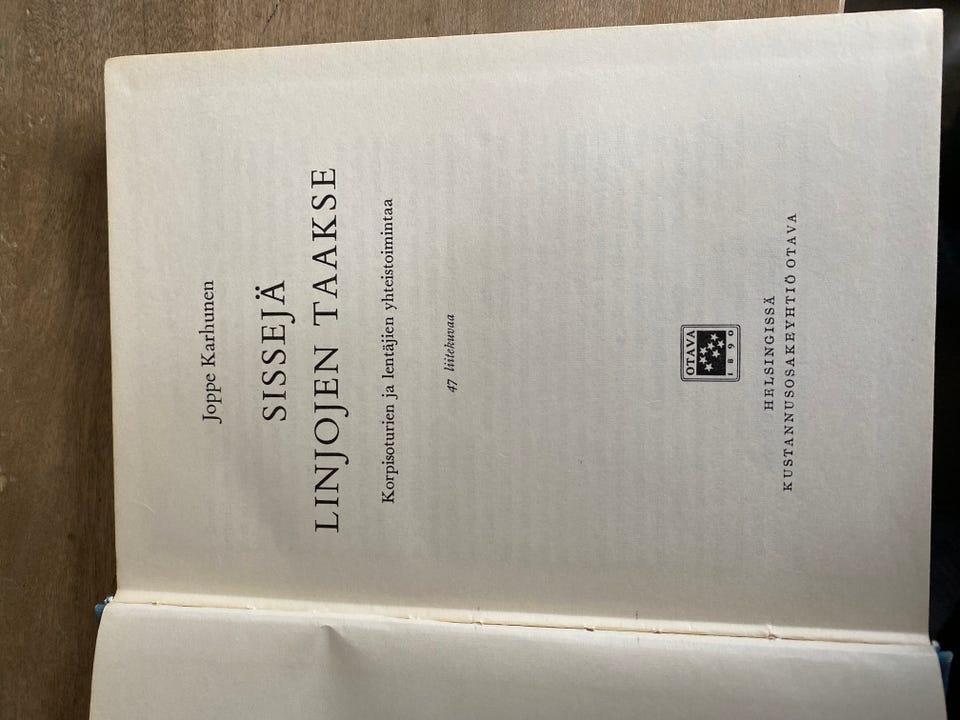 Joppe Karhunen
SISSEJÄ
LINJOJEN TAAKSE
Korpisoturien ja lentäjien yhteistoimintaa
47 liitekuvaa
OTAVA
1890
HELSINGISSÄ
KUSTANNUSOSAKEYHTIÖ OTAVA